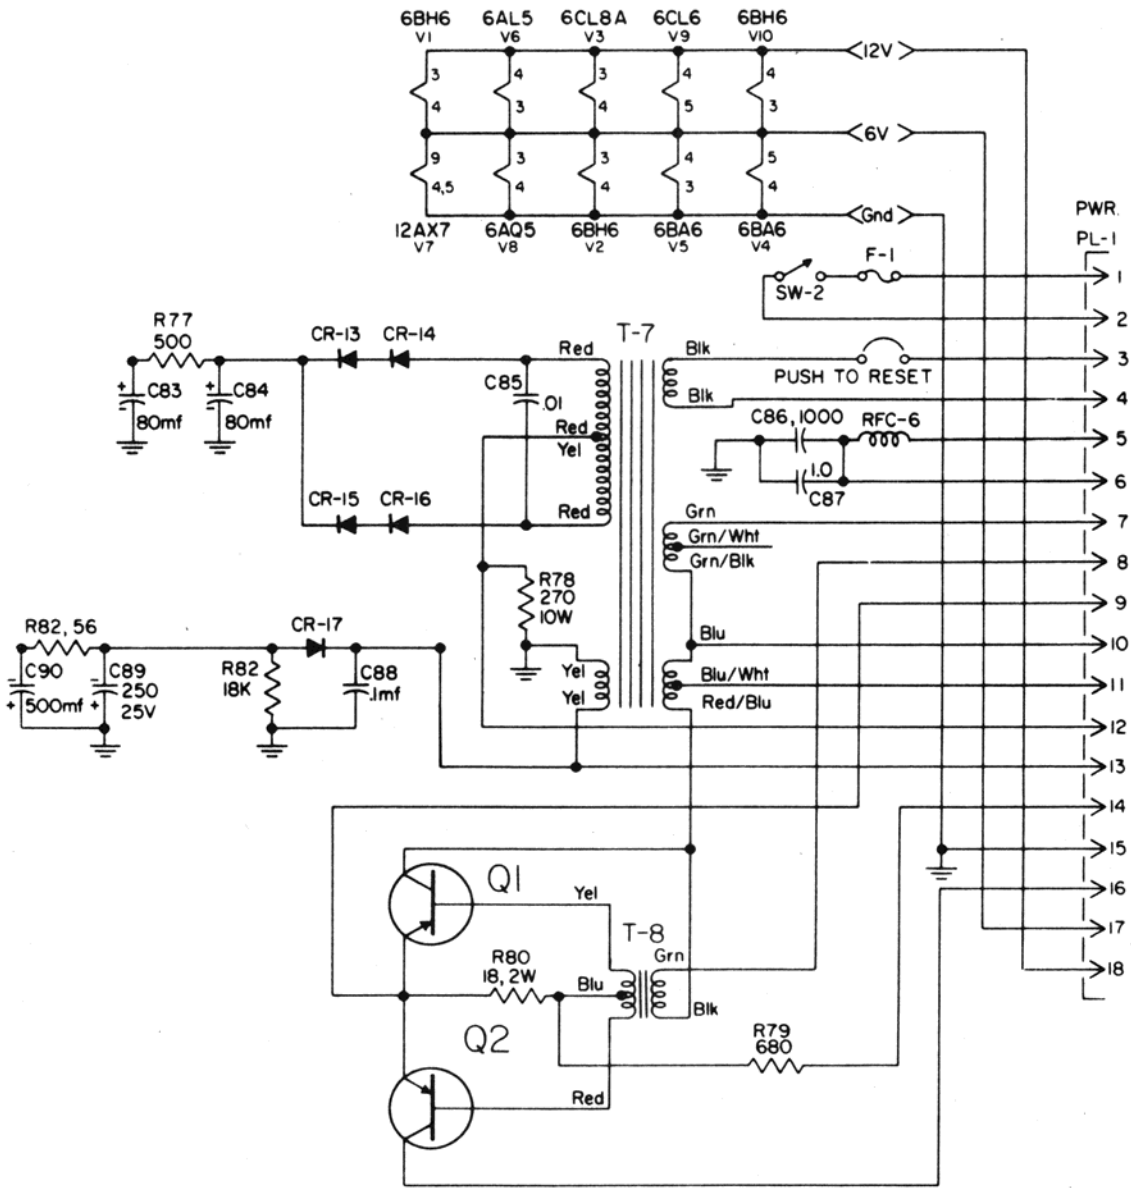 6BH6 6AL5 6CL8A 6CL6 6BH6
V1 V6 V3 V9 V10
12V
3 4 3 4 4
4 3 4 5 3
6V
9 3 3 4 5
4,5 4 4 3 4
Gnd
12AX7 6AQ5 6BH6 6BA6 6BA6
V7 V8 V2 V5 V4
PWR.
PL-1
F-1
SW-2
1
2
R77
500
CR-13 CR-14
Red
T-7
Blk
3
PUSH TO RESET
C85
.01
C83
80mf
C84
80mf
Blk
4
C86, 1000
RFC-6
5
Red
Yel
1.0
C87
6
CR-15 CR-16
Red
Grn
7
Grn/Wht
Grn/Blk
8
R78
270
10W
9
R82, 56
CR-17
Blu
10
C90
500mf
C89
250
25V
R82
18K
C88
.1mf
Yel
Yel
Blu/Wht
11
Red/Blu
12
13
14
15
16
Q1
Yel
17
T-8
R80
18, 2W
Grn
18
Blu
Blk
Q2
R79
680
Red
+
-
+
-
-
+
-
+